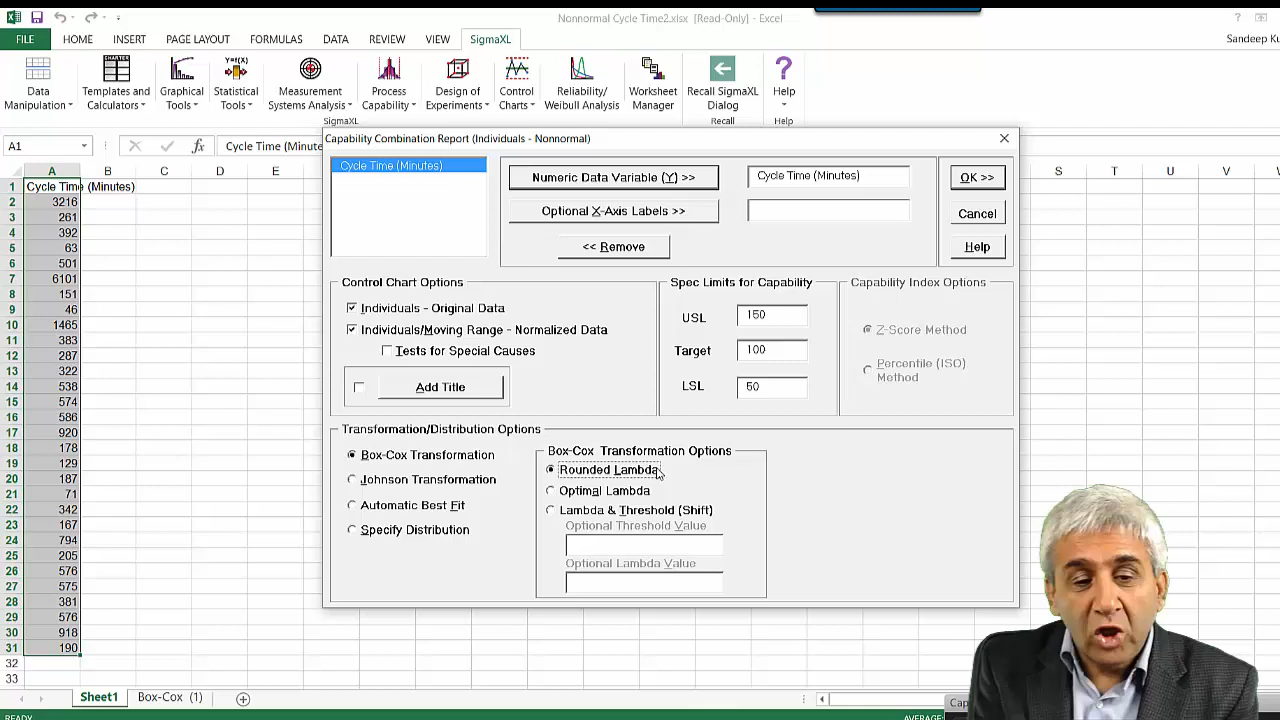 Nonnormal Cycle Time2.xlsx [Read-Only] - Excel
FILE HOME INSERT PAGE LAYOUT FORMULAS DATA REVIEW VIEW SigmaXL
Sandeep Ku
Data Manipulation
Templates and Calculators
Graphical Tools
Statistical Tools
Measurement Systems Analysis
Process Capability
Design of Experiments
Control Charts
Reliability/ Weibull Analysis
Worksheet Manager
Recall SigmaXL Dialog
Help
Y=f(x)
CHARTER
SigmaXL Recall Help
A1 fx Cycle Time (Minute
A B C D E S T U V W
1 Cycle Time (Minutes)
2 3216
3 261
4 392
5 63
6 501
7 6101
8 151
9 46
10 1465
11 383
12 287
13 322
14 538
15 574
16 586
17 920
18 178
19 129
20 187
21 71
22 342
23 167
24 794
25 205
26 576
27 575
28 381
29 576
30 918
31 190
32
33
Capability Combination Report (Individuals - Nonnormal)
Cycle Time (Minutes)
Numeric Data Variable (Y) >>
Cycle Time (Minutes)
OK >>
Optional X-Axis Labels >>
Cancel
<< Remove
Help
Control Chart Options
Individuals - Original Data
Individuals/Moving Range - Normalized Data
Tests for Special Causes
Add Title
Spec Limits for Capability
USL 150
Target 100
LSL 50
Capability Index Options
Z-Score Method
Percentile (ISO) Method
Transformation/Distribution Options
Box-Cox Transformation
Johnson Transformation
Automatic Best Fit
Specify Distribution
Box-Cox Transformation Options
Rounded Lambda
Optimal Lambda
Lambda & Threshold (Shift)
Optional Threshold Value
Optional Lambda Value
Sheet1 Box-Cox (1)
Cap
READY
AVERAGE: